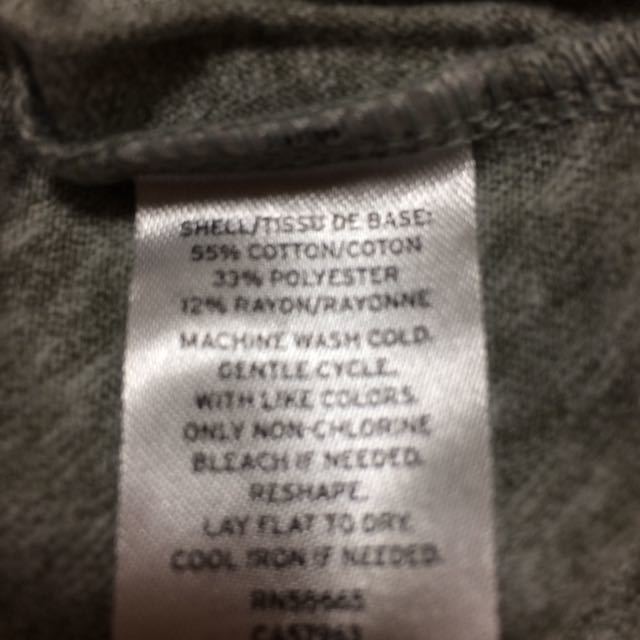 SHELL/TISSU DE BASE:
55% COTTON/COTON
33% POLYESTER
12% RAYON/RAYONNE
MACHINE WASH COLD.
GENTLE CYCLE.
WITH LIKE COLORS.
ONLY NON-CHLORINE
BLEACH IF NEEDED.
RESHAPE.
LAY FLAT TO DRY.
COOL IRON IF NEEDED.